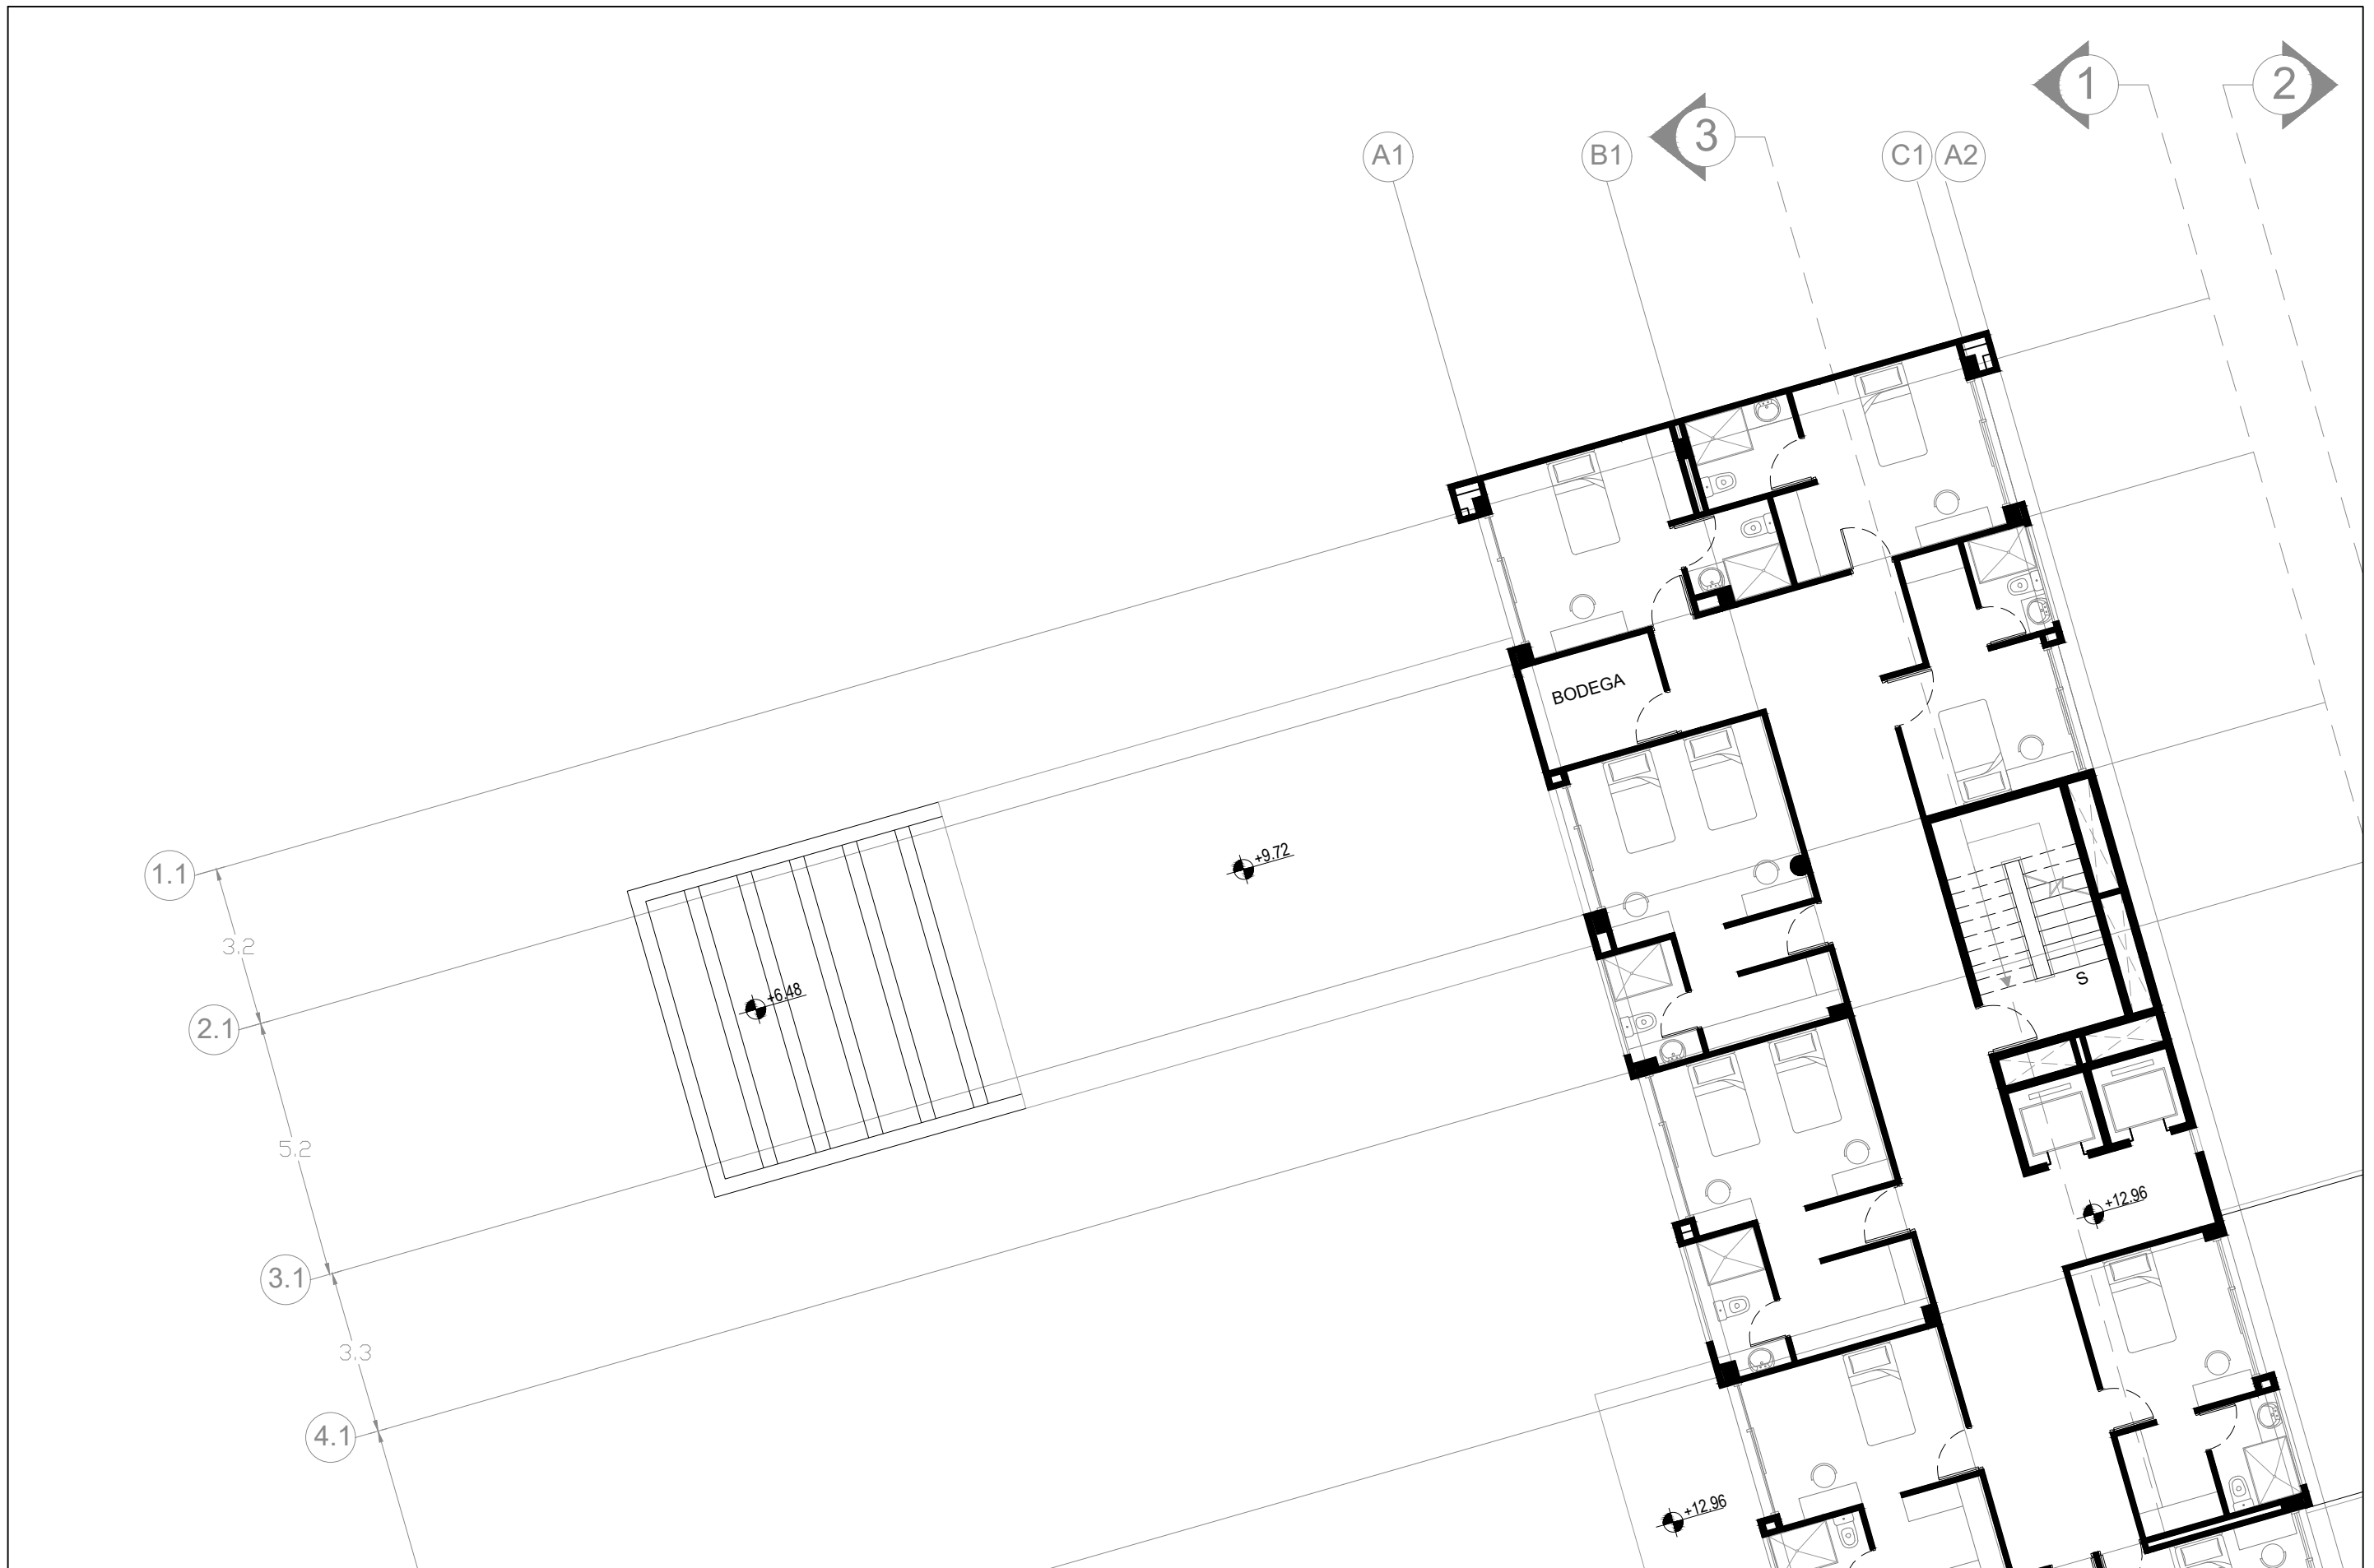 1
2
3
A1
B1
C1
A2
BODEGA
+9.72
1.1
3.2
+6.48
S
2.1
5.2
+12.96
3.1
3.3
4.1
+12.96